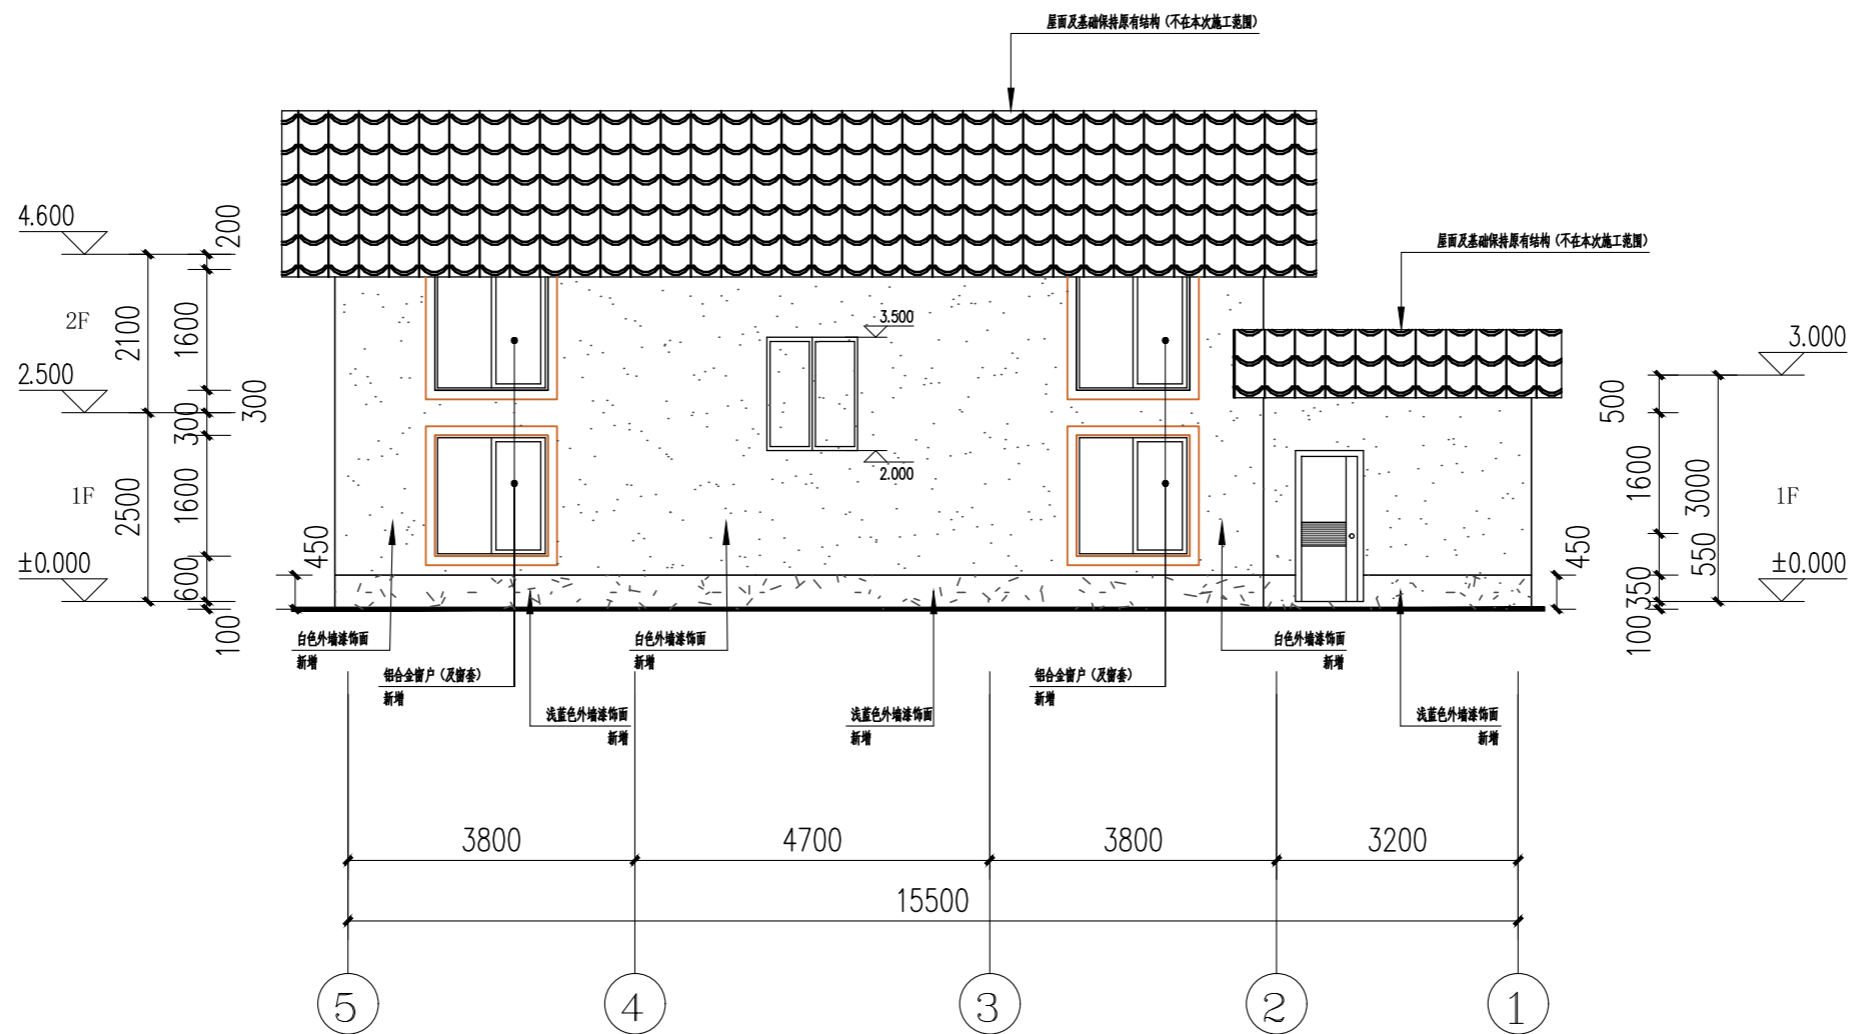 屋面及基础保持原有结构（不在本次施工范围）
屋面及基础保持原有结构（不在本次施工范围）
4.600
200
2F
2100
1600
2.500
300
300
1F
2500
1600
±0.000
600
450
100
3.500
2.000
3.000
500
1600
3000
1F
450
550
±0.000
350
100
白色外墙漆饰面
新增
白色外墙漆饰面
新增
白色外墙漆饰面
新增
铝合金窗户（及窗套）
新增
铝合金窗户（及窗套）
新增
浅蓝色外墙漆饰面
新增
浅蓝色外墙漆饰面
新增
浅蓝色外墙漆饰面
新增
3800
4700
3800
3200
15500
5
4
3
2
1